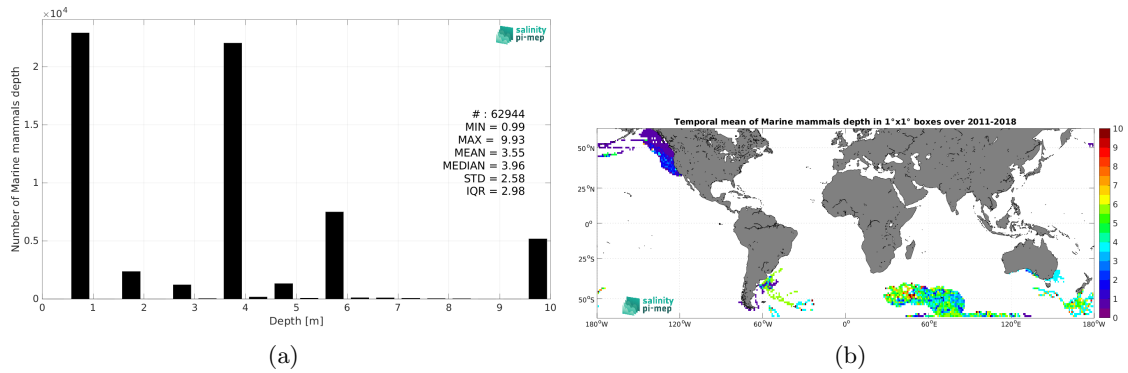 ×10⁴
2
1.5
1
0.5
0
Number of Marine mammals depth
salinity
pi-mep
# : 62944
MIN = 0.99
MAX = 9.93
MEAN = 3.55
MEDIAN = 3.96
STD = 2.58
IQR = 2.98
0 1 2 3 4 5 6 7 8 9 10
Depth [m]
(a)
Temporal mean of Marine mammals depth in 1°x1° boxes over 2011-2018
50°N
25°N
0°
25°S
50°S
180°W 120°W 60°W 0° 60°E 120°E 180°W
salinity
pi-mep
10
9
8
7
6
5
4
3
2
1
0
(b)